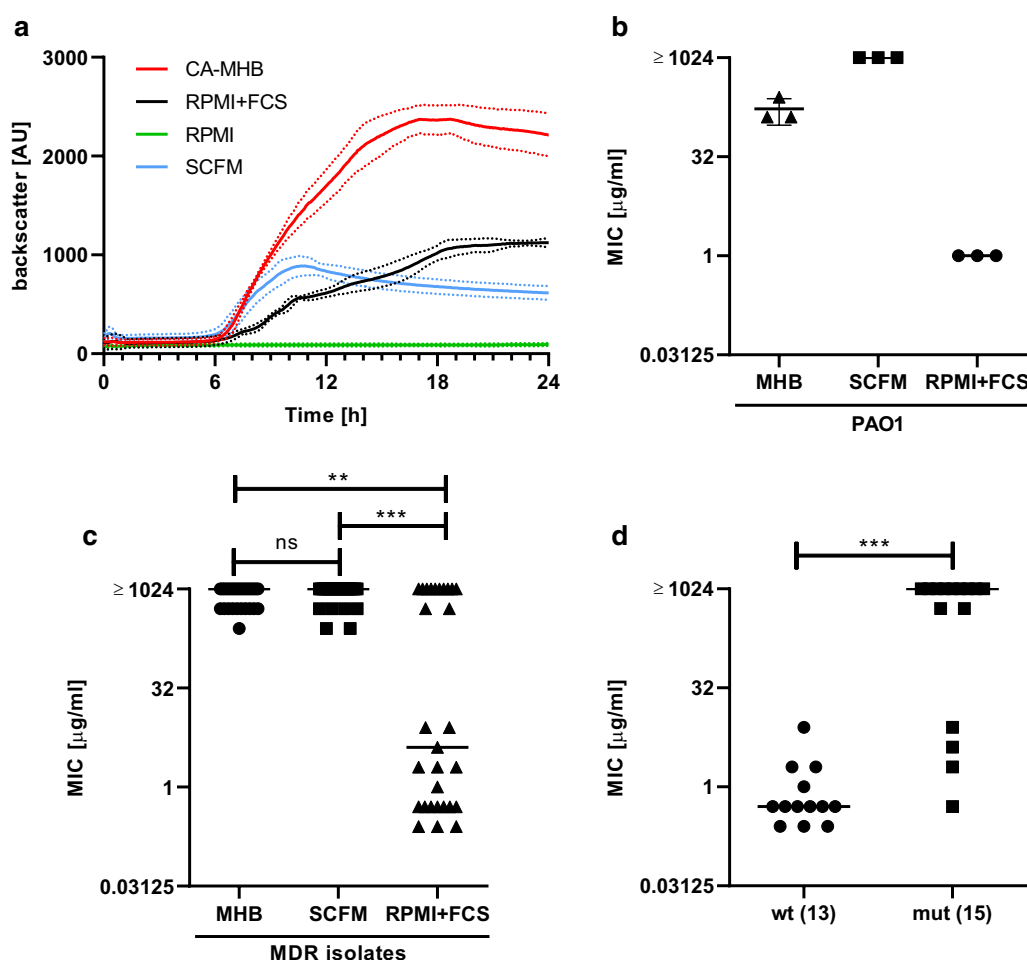 a
3000
2000
1000
0
backscatter [AU]
CA-MHB
RPMI+FCS
RPMI
SCFM
0 6 12 18 24
Time [h]
b
≥ 1024
32
1
0.03125
MIC [μg/ml]
MHB SCFM RPMI+FCS
PAO1
c
**
***
ns
≥ 1024
32
1
0.03125
MIC [μg/ml]
MHB SCFM RPMI+FCS
MDR isolates
d
***
≥ 1024
32
1
0.03125
MIC [μg/ml]
wt (13) mut (15)